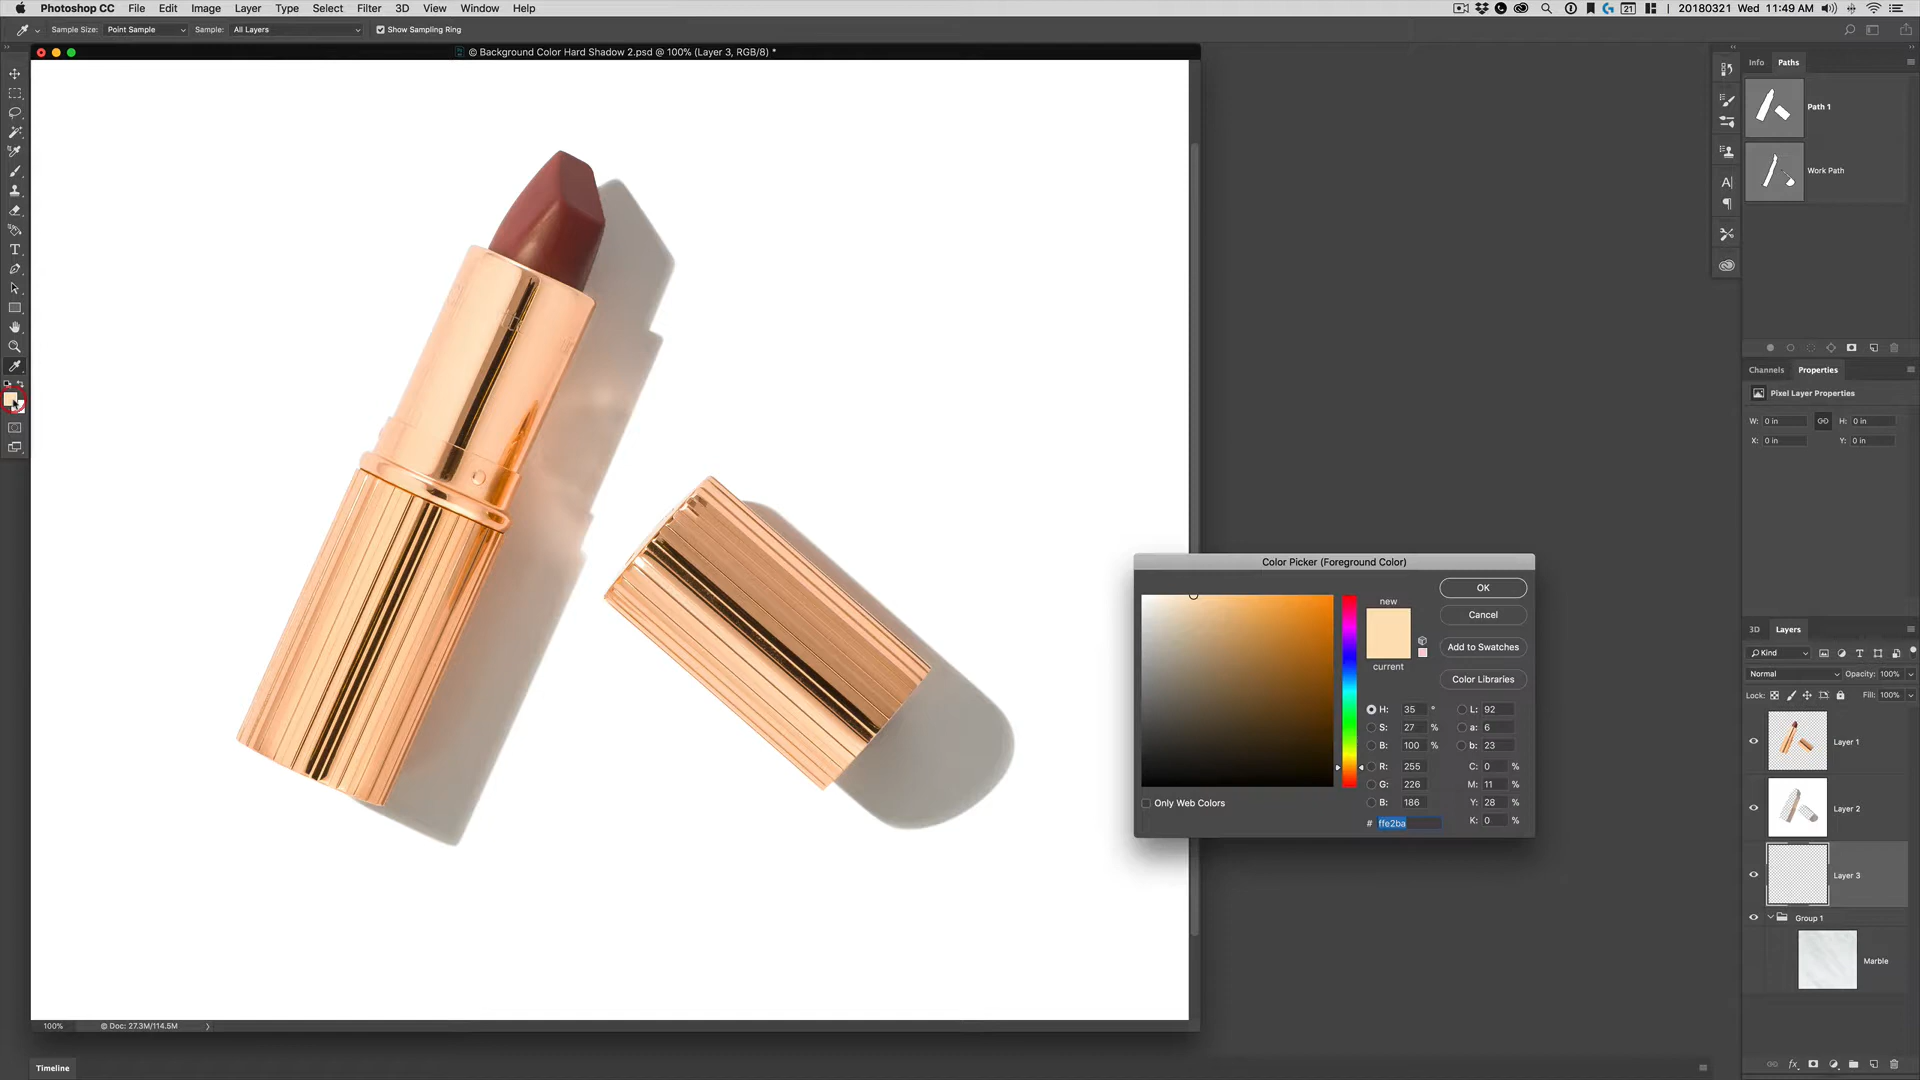 Photoshop CC File Edit Image Layer Type Select Filter 3D View Window Help
21 20180321 Wed 11:49 AM
Sample Size: Point Sample Sample: All Layers Show Sampling Ring
© Background Color Hard Shadow 2.psd @ 100% (Layer 3, RGB/8) *
Info Paths
Path 1
Work Path
Channels Properties
Pixel Layer Properties
W: 0 in H: 0 in
X: 0 in Y: 0 in
Color Picker (Foreground Color)
new
current
OK
Cancel
Add to Swatches
Color Libraries
H: 35 °
S: 27 %
B: 100 %
R: 255
G: 226
B: 186
# ffe2ba
L: 92
a: 6
b: 23
C: 0 %
M: 11 %
Y: 28 %
K: 0 %
Only Web Colors
3D Layers
Kind
Normal Opacity: 100%
Lock: Fill: 100%
Layer 1
Layer 2
Layer 3
Group 1
Marble
100% © Doc: 27.3M/114.5M
Timeline